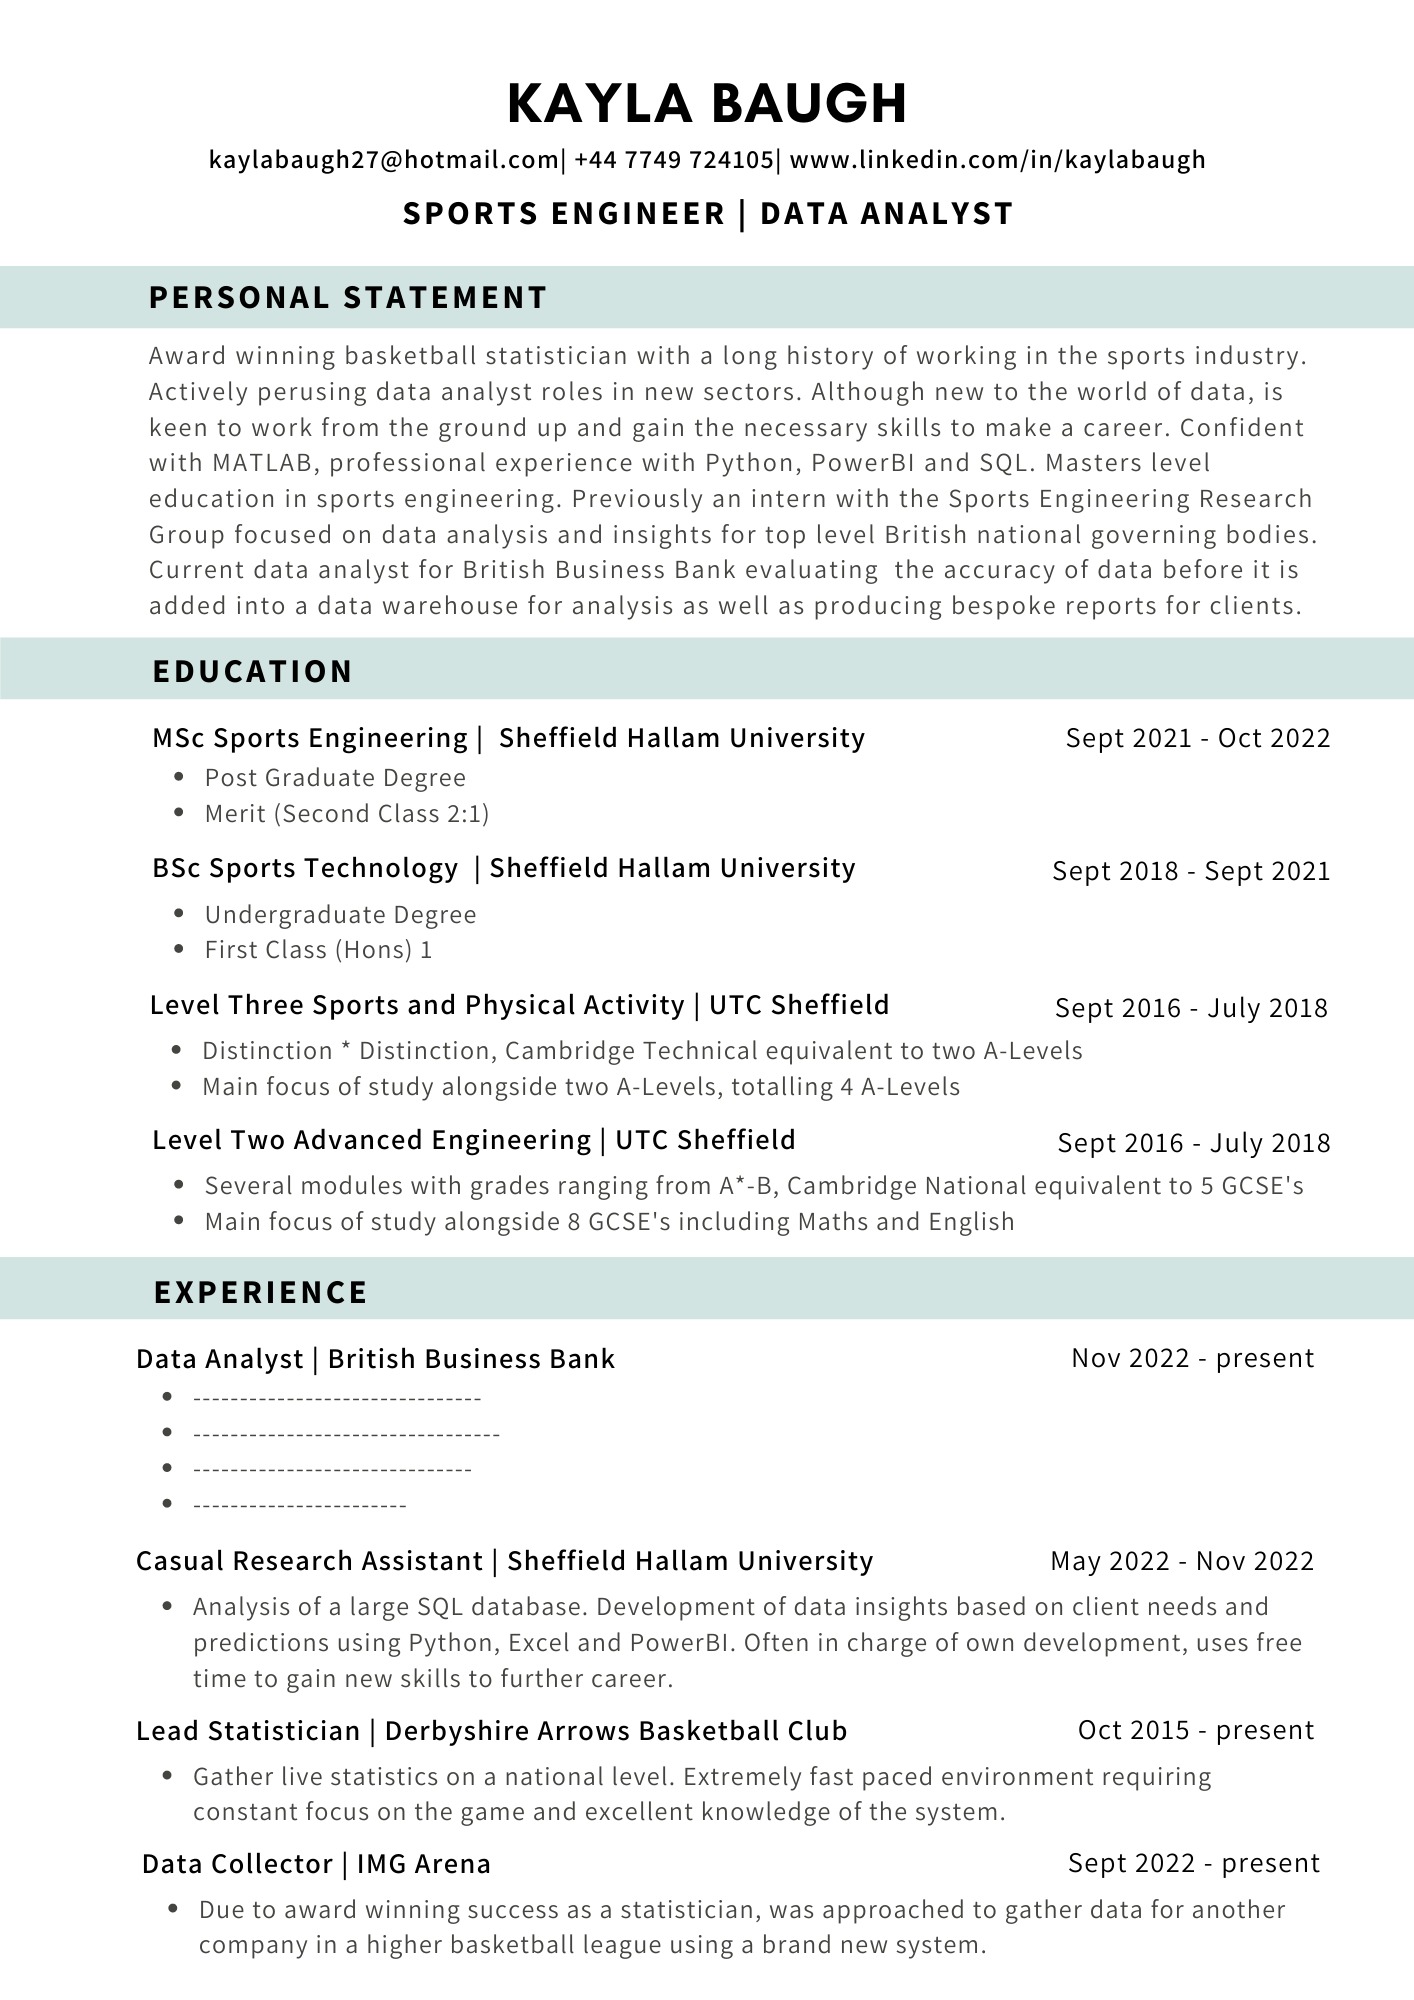 KAYLA BAUGH
kaylabaugh27@hotmail.com| +44 7749 724105| www.linkedin.com/in/kaylabaugh
SPORTS ENGINEER | DATA ANALYST
PERSONAL STATEMENT
Award winning basketball statistician with a long history of working in the sports industry.
Actively perusing data analyst roles in new sectors. Although new to the world of data, is
keen to work from the ground up and gain the necessary skills to make a career. Confident
with MATLAB, professional experience with Python, PowerBI and SQL. Masters level
education in sports engineering. Previously an intern with the Sports Engineering Research
Group focused on data analysis and insights for top level British national governing bodies.
Current data analyst for British Business Bank evaluating  the accuracy of data before it is
added into a data warehouse for analysis as well as producing bespoke reports for clients.
EDUCATION
MSc Sports Engineering |  Sheffield Hallam University Sept 2021 - Oct 2022
• Post Graduate Degree
• Merit (Second Class 2:1)
BSc Sports Technology  | Sheffield Hallam University Sept 2018 - Sept 2021
• Undergraduate Degree
• First Class (Hons) 1
Level Three Sports and Physical Activity | UTC Sheffield Sept 2016 - July 2018
• Distinction * Distinction, Cambridge Technical equivalent to two A-Levels
• Main focus of study alongside two A-Levels, totalling 4 A-Levels
Level Two Advanced Engineering | UTC Sheffield Sept 2016 - July 2018
• Several modules with grades ranging from A*-B, Cambridge National equivalent to 5 GCSE's
• Main focus of study alongside 8 GCSE's including Maths and English
EXPERIENCE
Data Analyst | British Business Bank Nov 2022 - present
• -------------------------------
• ---------------------------------
• ------------------------------
• -----------------------
Casual Research Assistant | Sheffield Hallam University May 2022 - Nov 2022
• Analysis of a large SQL database. Development of data insights based on client needs and
predictions using Python, Excel and PowerBI. Often in charge of own development, uses free
time to gain new skills to further career.
Lead Statistician | Derbyshire Arrows Basketball Club Oct 2015 - present
• Gather live statistics on a national level. Extremely fast paced environment requiring
constant focus on the game and excellent knowledge of the system.
Data Collector | IMG Arena Sept 2022 - present
• Due to award winning success as a statistician, was approached to gather data for another
company in a higher basketball league using a brand new system.